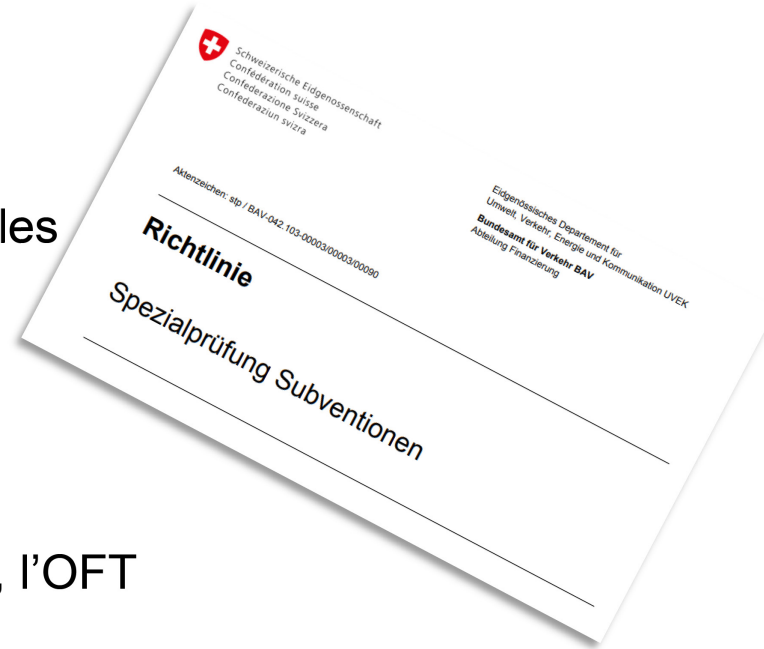 Schweizerische Eidgenossenschaft
Confédération suisse
Confederazione Svizzera
Confederaziun svizra
Aktenzeichen: stp / BAV-042.103-00003/00003/00090
Eidgenössisches Departement für
Umwelt, Verkehr, Energie und Kommunikation UVEK
Bundesamt für Verkehr BAV
Abteilung Finanzierung
Richtlinie
Spezialprüfung Subventionen
les
, l’OFT